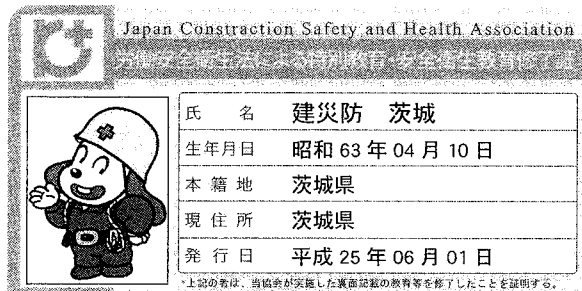 Japan Constraction Safety and Health Association
労働安全衛生法による特別教育・安全衛生教育修了証
氏 名 建災防 茨城
生年月日 昭和 63 年 04 月 10 日
本 籍 地 茨城県
現 住 所 茨城県
発 行 日 平成 25 年 06 月 01 日
・上記の者は、当協会が実施した裏面記載の教育等を修了したことを証明する。